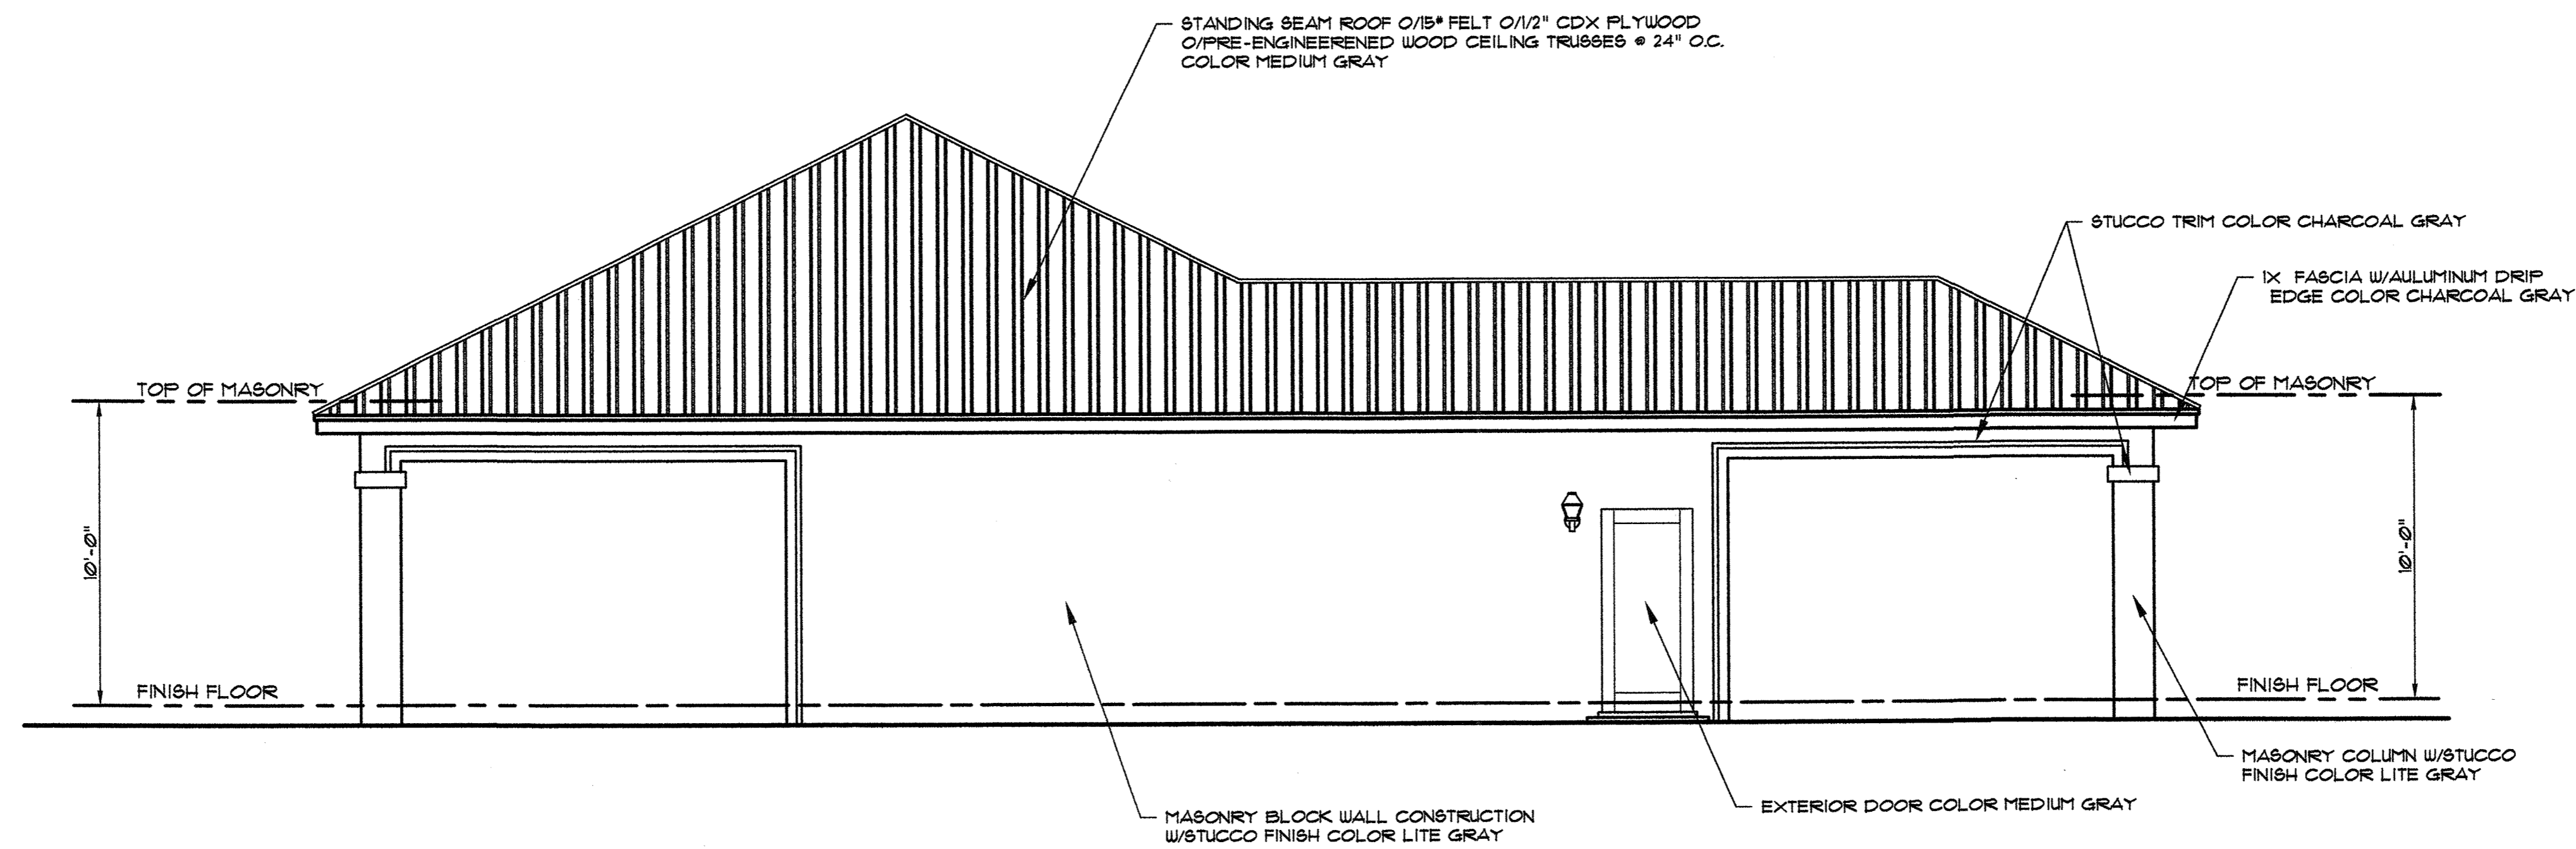 STANDING SEAM ROOF O/15# FELT O/1/2" CDX PLYWOOD
O/PRE-ENGINEERENED WOOD CEILING TRUSSES @ 24" O.C.
COLOR MEDIUM GRAY
STUCCO TRIM COLOR CHARCOAL GRAY
1X FASCIA W/AULUMINUM DRIP
EDGE COLOR CHARCOAL GRAY
TOP OF MASONRY
TOP OF MASONRY
10'-0"
10'-0"
FINISH FLOOR
FINISH FLOOR
MASONRY COLUMN W/STUCCO
FINISH COLOR LITE GRAY
EXTERIOR DOOR COLOR MEDIUM GRAY
MASONRY BLOCK WALL CONSTRUCTION
W/STUCCO FINISH COLOR LITE GRAY